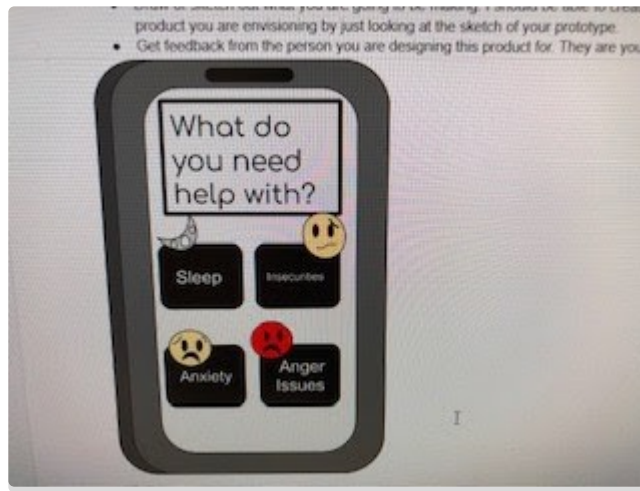 product you are envisioning by just looking at the sketch of your prototype.
Get feedback from the person you are designing this product for. They are you
What do
you need
help with?
Sleep
Insecurities
Anxiety
Anger
Issues